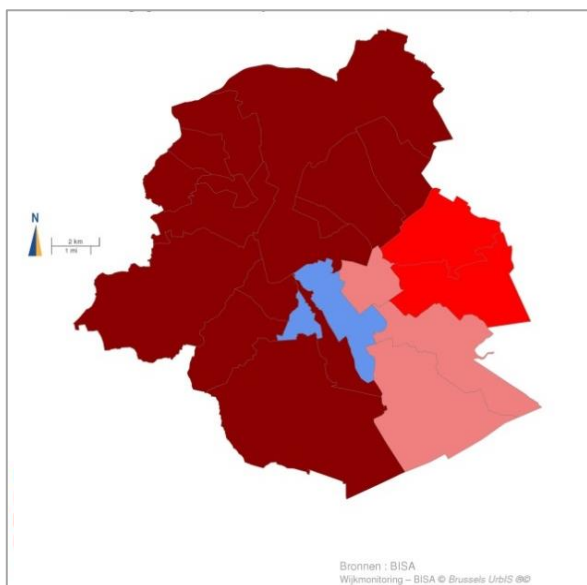 N
2 km
1 mi
Bronnen : BISA
Wijkmonitoring – BISA © Brussels UrbIS ®©